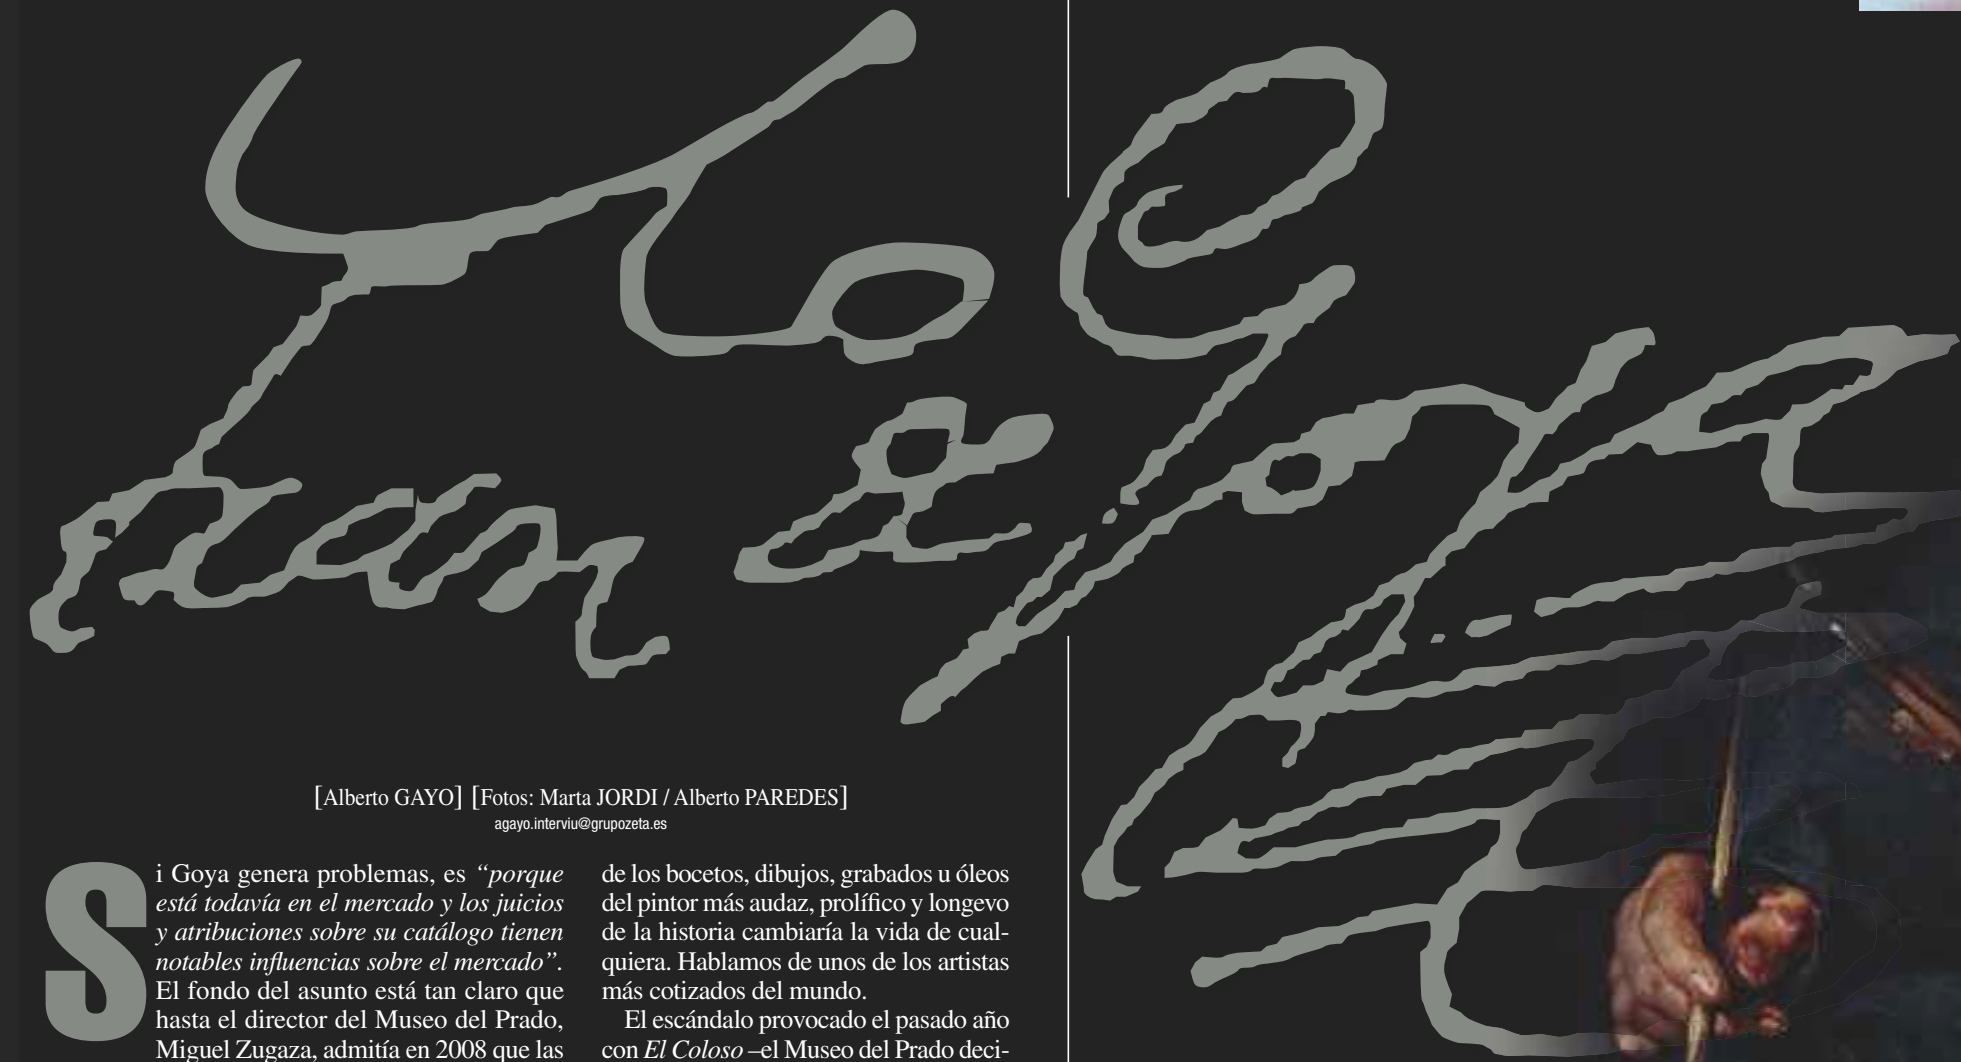 Fran co de Goya
[Alberto GAYO] [Fotos: Marta JORDI / Alberto PAREDES]
agayo.interviu@grupozeta.es
Si Goya genera problemas, es “porque
está todavía en el mercado y los juicios
y atribuciones sobre su catálogo tienen
notables influencias sobre el mercado”.
El fondo del asunto está tan claro que
hasta el director del Museo del Prado,
Miguel Zugaza, admitía en 2008 que las
de los bocetos, dibujos, grabados u óleos
del pintor más audaz, prolífico y longevo
de la historia cambiaría la vida de cual-
quiera. Hablamos de unos de los artistas
más cotizados del mundo.
El escándalo provocado el pasado año
con El Coloso –el Museo del Prado deci-